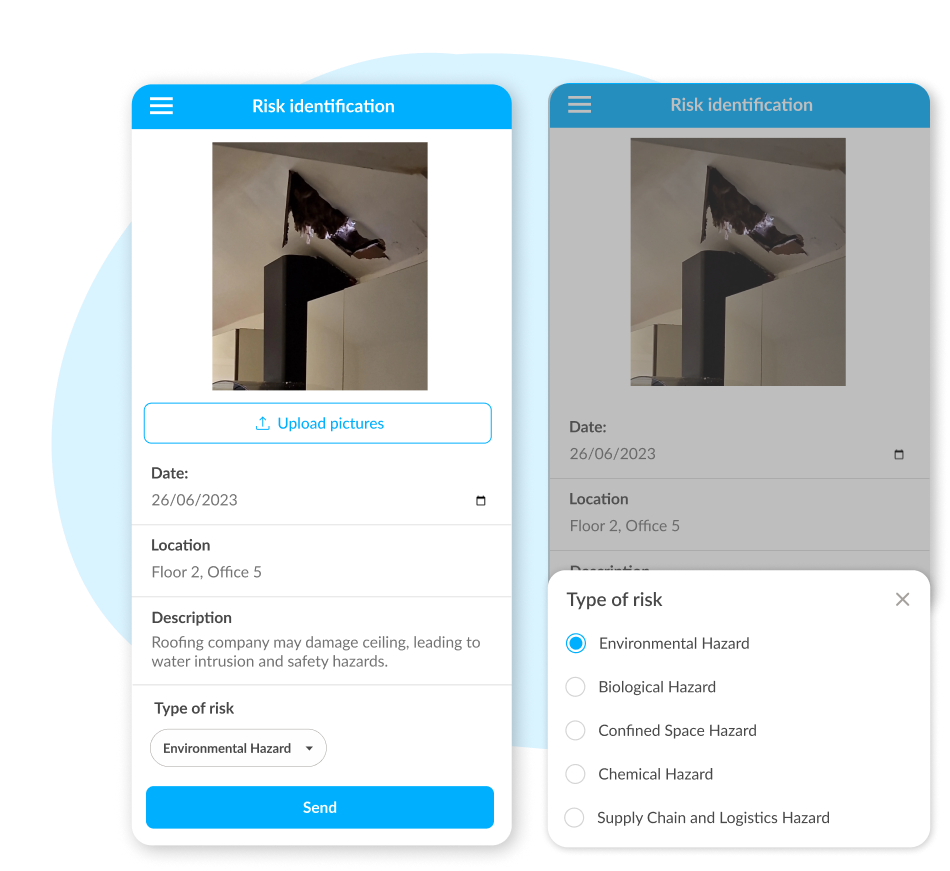 Risk identification
Upload pictures
Date:
26/06/2023
Location
Floor 2, Office 5
Description
Roofing company may damage ceiling, leading to
water intrusion and safety hazards.
Type of risk
Environmental Hazard
Send
Risk identification
Date:
26/06/2023
Location
Floor 2, Office 5
Description
Type of risk
Environmental Hazard
Biological Hazard
Confined Space Hazard
Chemical Hazard
Supply Chain and Logistics Hazard